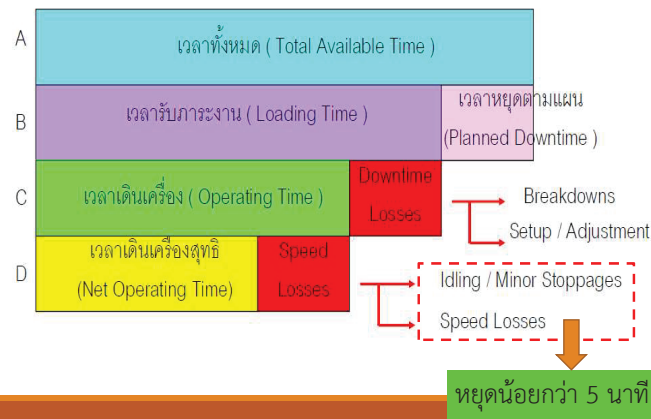 A
เวลาทั้งหมด ( Total Available Time )
B
เวลารับภาระงาน ( Loading Time )
เวลาหยุดตามแผน
(Planned Downtime )
C
เวลาเดินเครื่อง ( Operating Time )
Downtime
Losses
Breakdowns
Setup / Adjustment
D
เวลาเดินเครื่องสุทธิ
(Net Operating Time)
Speed
Losses
Idling / Minor Stoppages
Speed Losses
หยุดน้อยกว่า 5 นาที